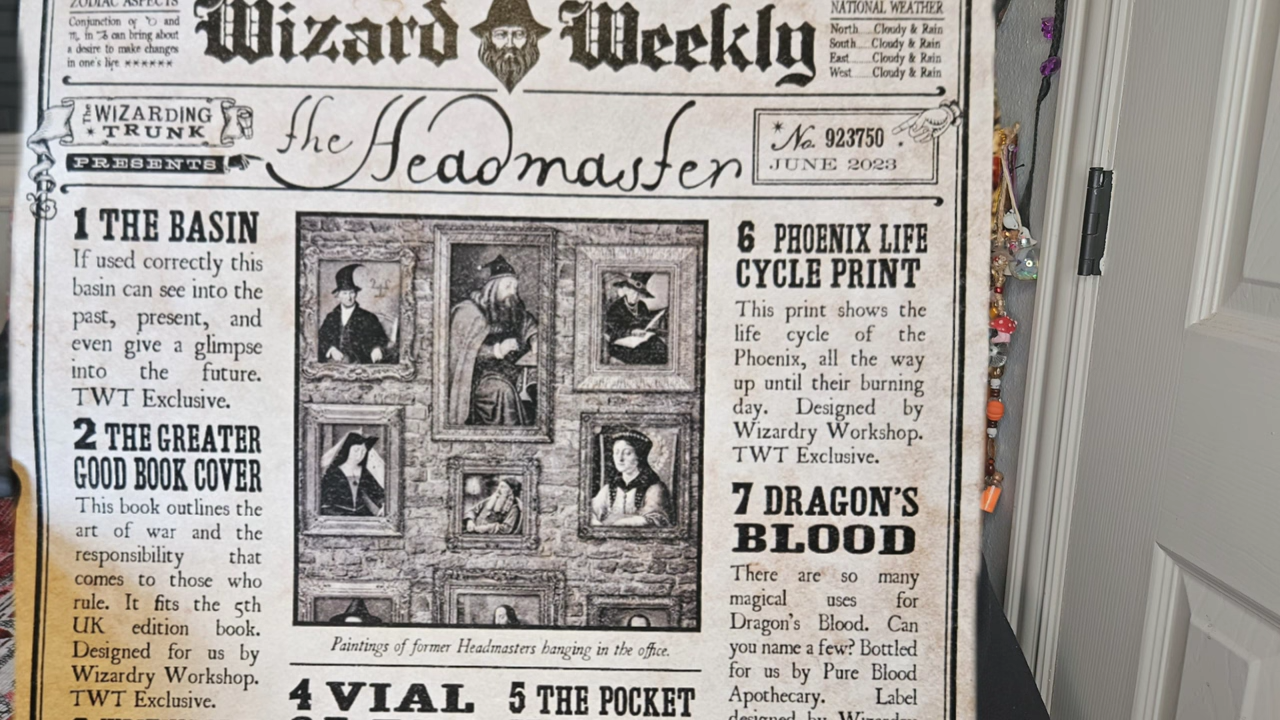 ZODIAC ASPECTS
Conjunction of ♉ and
♏ in ♑ can bring about
a desire to make changes
in one's life ******
Wizard Weekly
NATIONAL WEATHER
North Cloudy & Rain
South Cloudy & Rain
East Cloudy & Rain
West Cloudy & Rain
The WIZARDING
TRUNK
PRESENTS
the Headmaster
*No. 923750 .
JUNE 2023
1 THE BASIN
If used correctly this
basin can see into the
past, present, and
even give a glimpse
into the future.
TWT Exclusive.
2 THE GREATER
GOOD BOOK COVER
This book outlines the
art of war and the
responsibility that
comes to those who
rule. It fits the 5th
UK edition book.
Designed for us by
Wizardry Workshop.
TWT Exclusive.
Paintings of former Headmasters hanging in the office.
4 VIAL
5 THE POCKET
6 PHOENIX LIFE
CYCLE PRINT
This print shows the
life cycle of the
Phoenix, all the way
up until their burning
day. Designed by
Wizardry Workshop.
TWT Exclusive.
7 DRAGON'S
BLOOD
There are so many
magical uses for
Dragon's Blood. Can
you name a few? Bottled
for us by Pure Blood
Apothecary. Label
designed by Wizardry